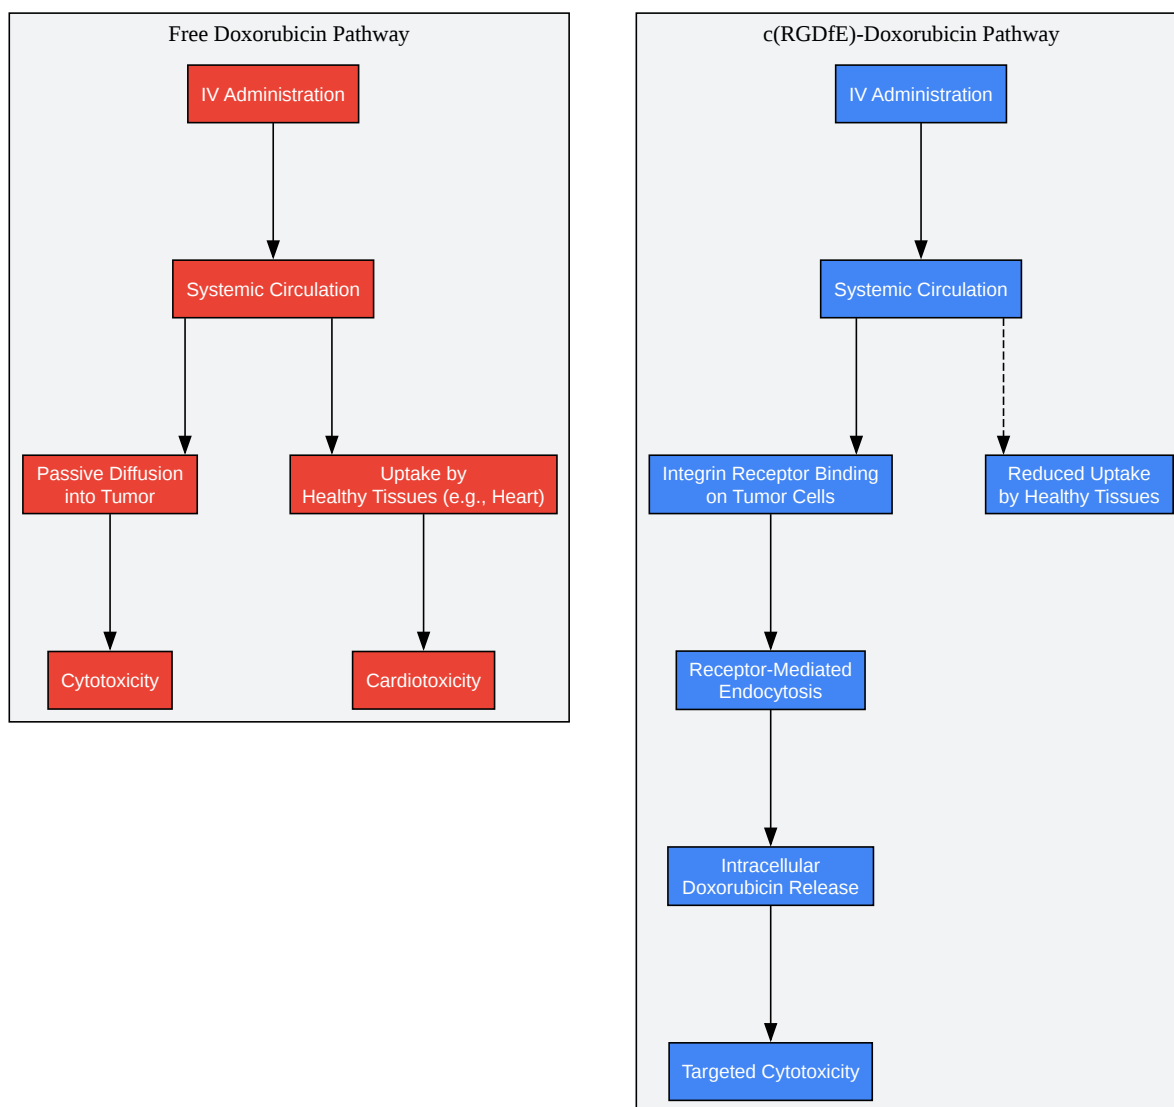 Free Doxorubicin Pathway
IV Administration
Systemic Circulation
Passive Diffusion
into Tumor
Uptake by
Healthy Tissues (e.g., Heart)
Cytotoxicity
Cardiotoxicity
c(RGDfE)-Doxorubicin Pathway
IV Administration
Systemic Circulation
Integrin Receptor Binding
on Tumor Cells
Reduced Uptake
by Healthy Tissues
Receptor-Mediated
Endocytosis
Intracellular
Doxorubicin Release
Targeted Cytotoxicity